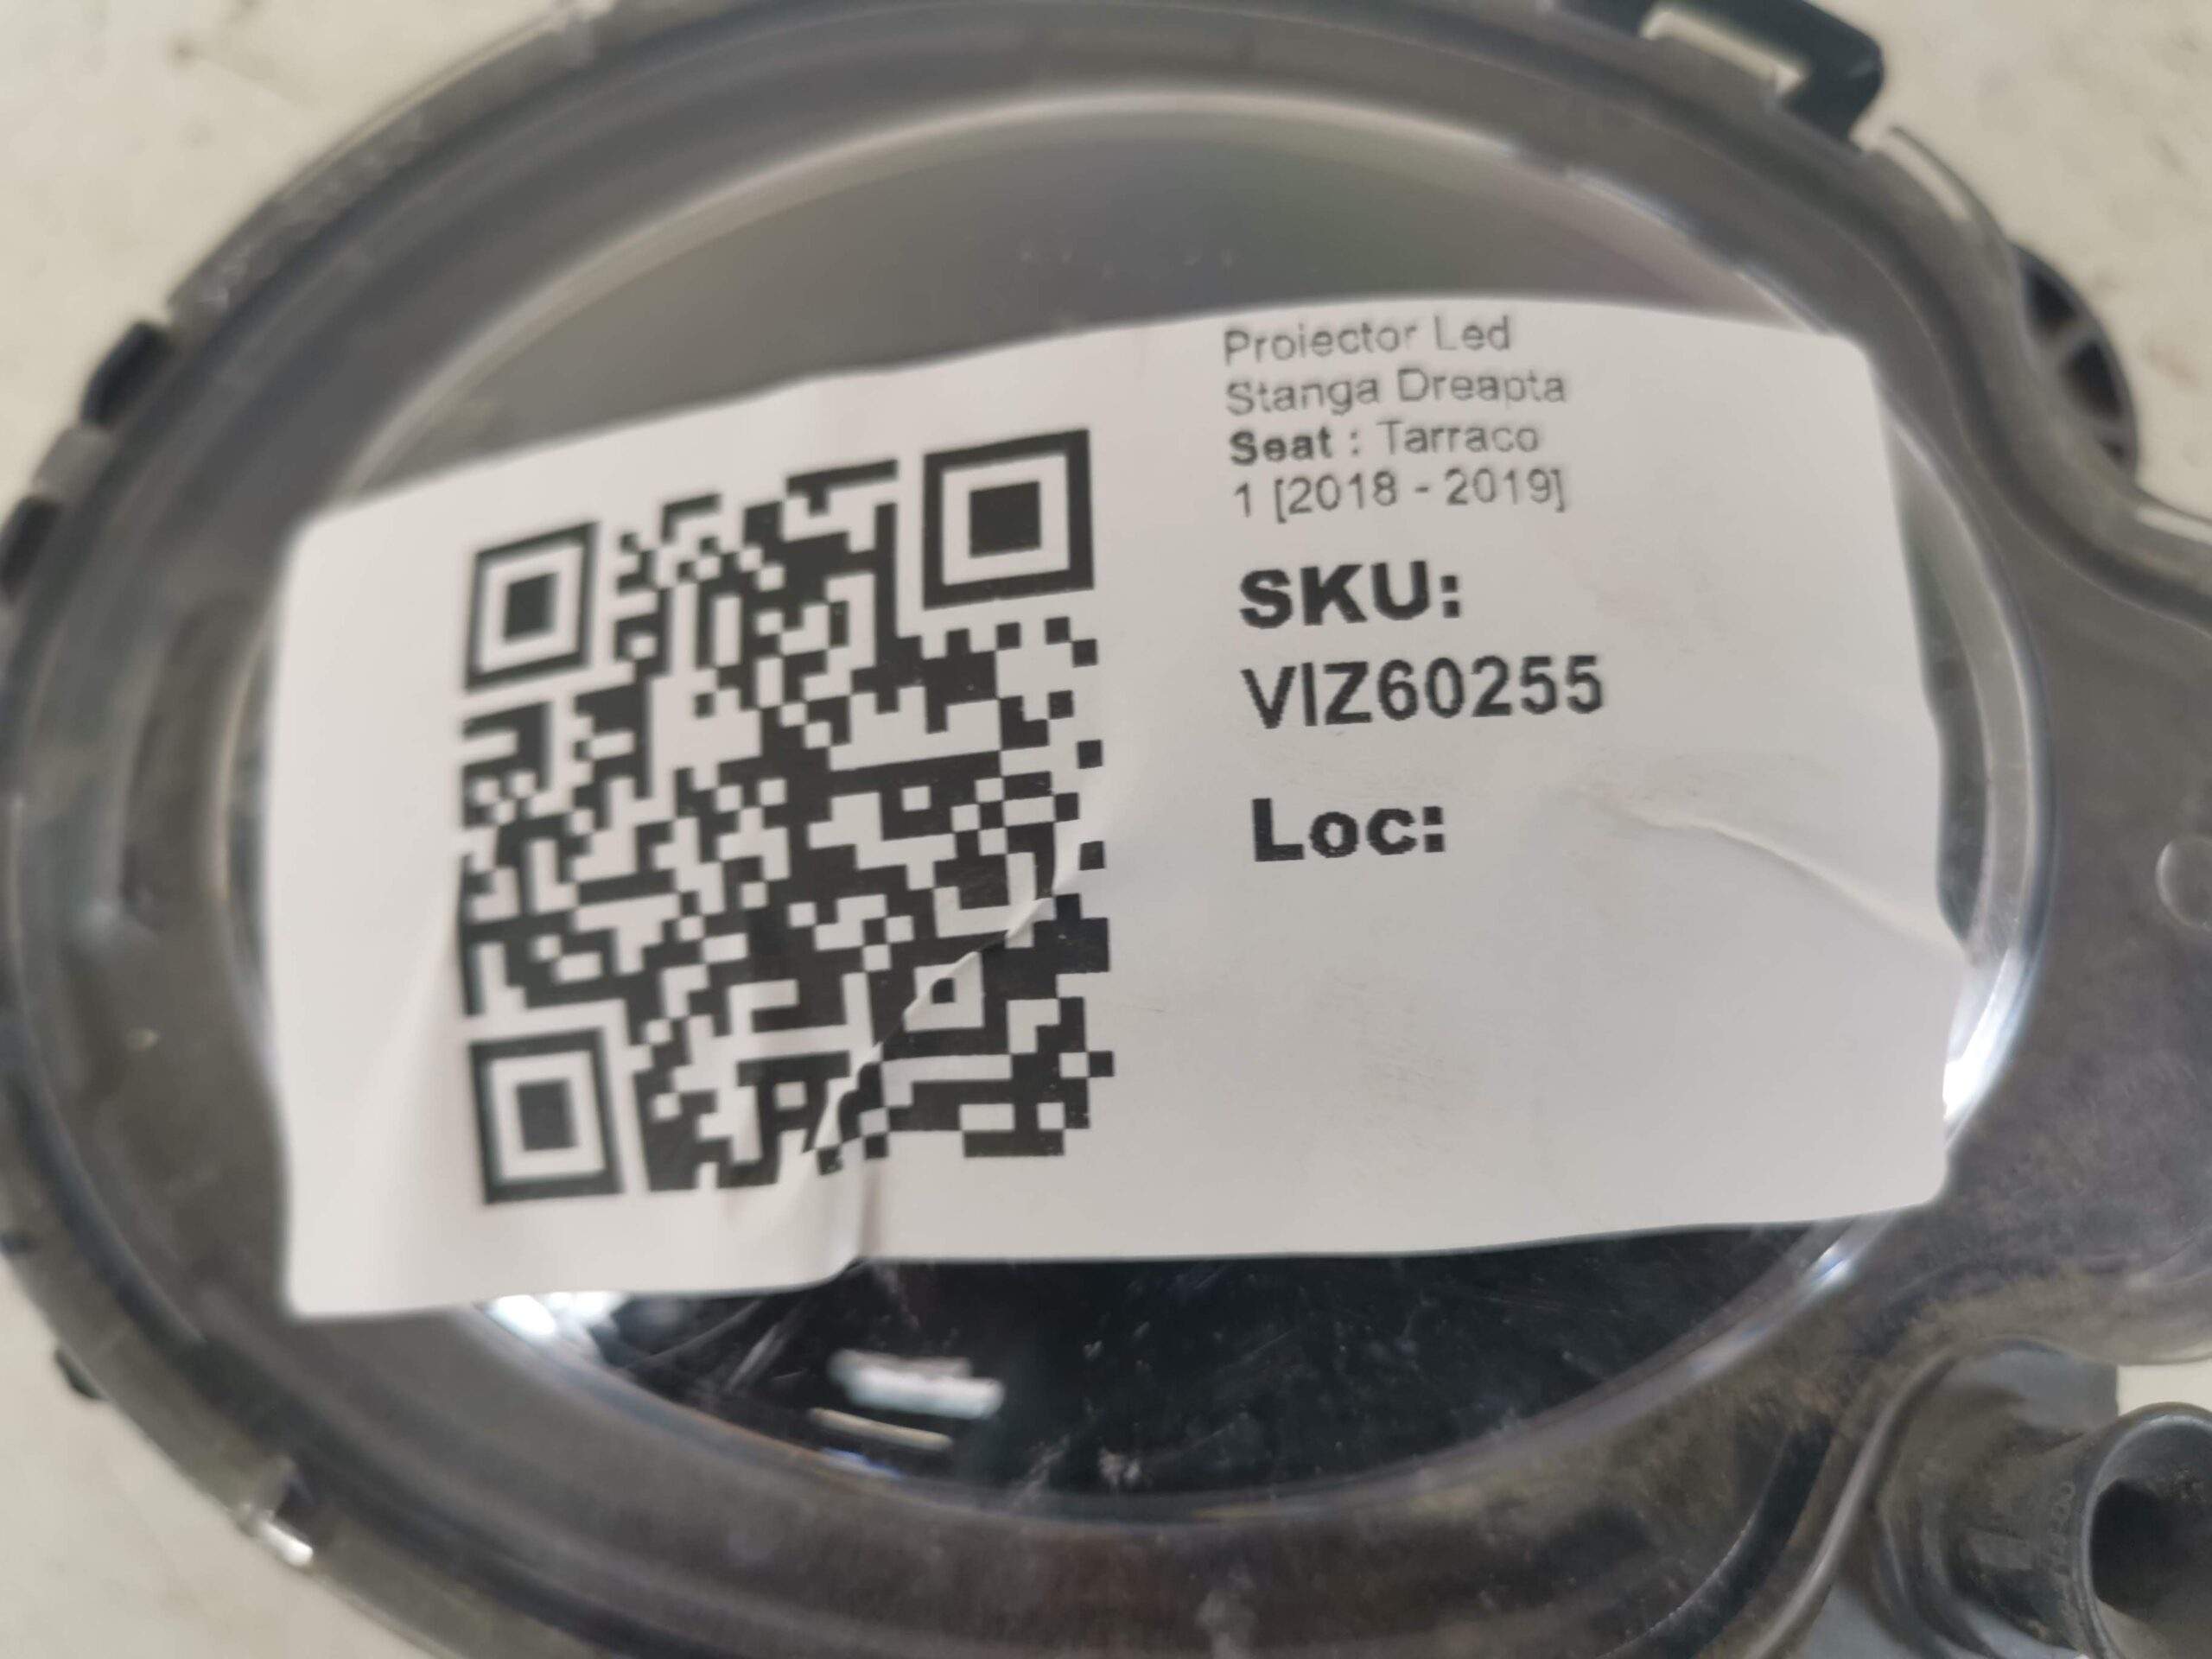 Proiector Led
Stanga Dreapta
Seat : Tarraco
1 [2018 - 2019]
SKU:
VIZ60255
Loc: